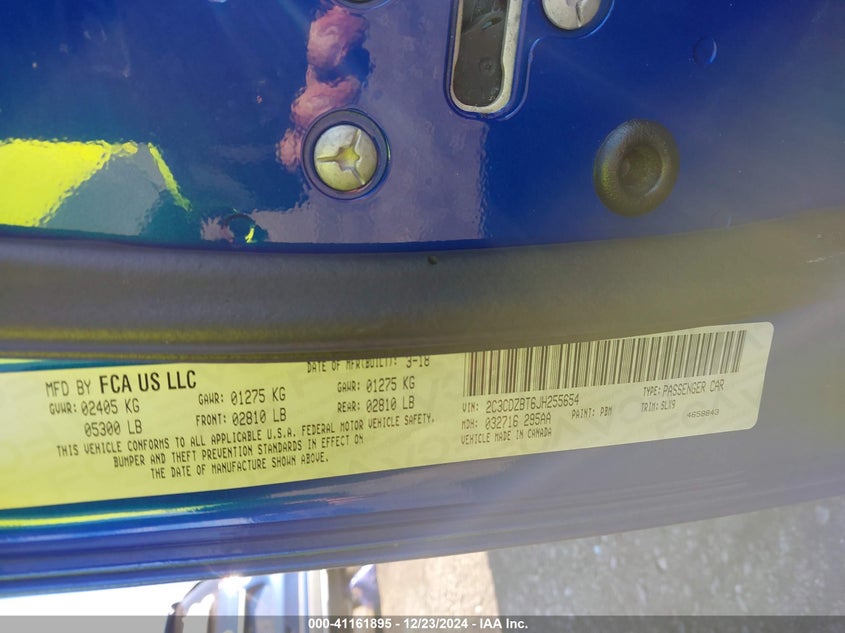 MFD BY FCA US LLC
DATE OF MFR(BUILT): 3-18
GVWR: 02405 KG
05300 LB
GAWR: 01275 KG
FRONT: 02810 LB
GAWR: 01275 KG
REAR: 02810 LB
THIS VEHICLE CONFORMS TO ALL APPLICABLE U.S.A. FEDERAL MOTOR VEHICLE SAFETY,
BUMPER AND THEFT PREVENTION STANDARDS IN EFFECT ON
THE DATE OF MANUFACTURE SHOWN ABOVE.
VIN: 2C3CDZBT6JH255654
TYPE: PASSENGER CAR
MDH: 032716 295AA
PAINT: PBM
TRIM: SLX9
VEHICLE MADE IN CANADA
4658843
000-41161895 - 12/23/2024 - IAA Inc.